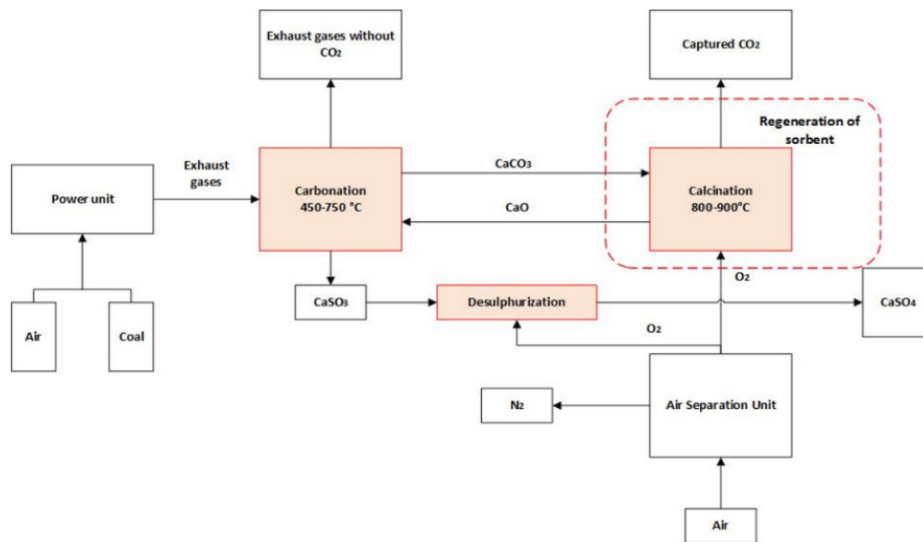 Exhaust gases without
CO₂
Captured CO₂
Regeneration of
sorbent
Exhaust
gases
CaCO₃
Power unit
Carbonation
450-750 °C
Calcination
800-900°C
CaO
O₂
CaSO₃
Desulphurization
CaSO₄
Air
Coal
O₂
N₂
Air Separation Unit
Air